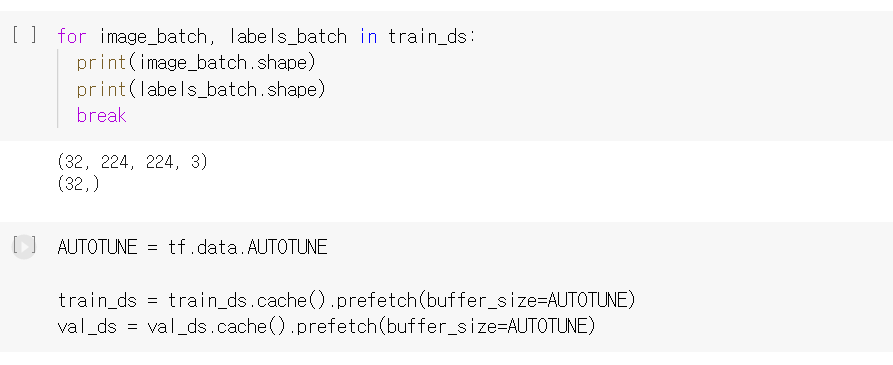 [ ] for image_batch, labels_batch in train_ds:
print(image_batch.shape)
print(labels_batch.shape)
break
(32, 224, 224, 3)
(32,)
[ ] AUTOTUNE = tf.data.AUTOTUNE
train_ds = train_ds.cache().prefetch(buffer_size=AUTOTUNE)
val_ds = val_ds.cache().prefetch(buffer_size=AUTOTUNE)